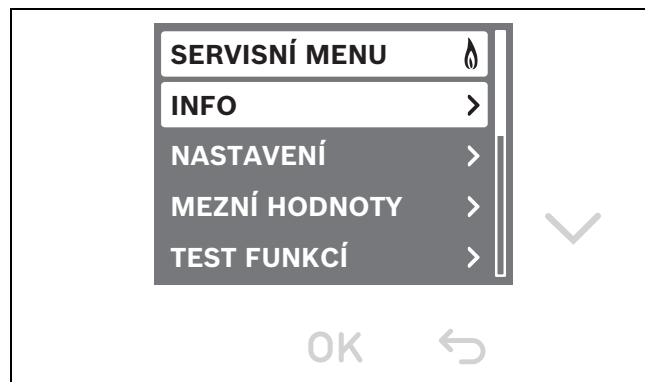 SERVISNÍ MENU
INFO
NASTAVENÍ
MEZNÍ HODNOTY
TEST FUNKCÍ
OK